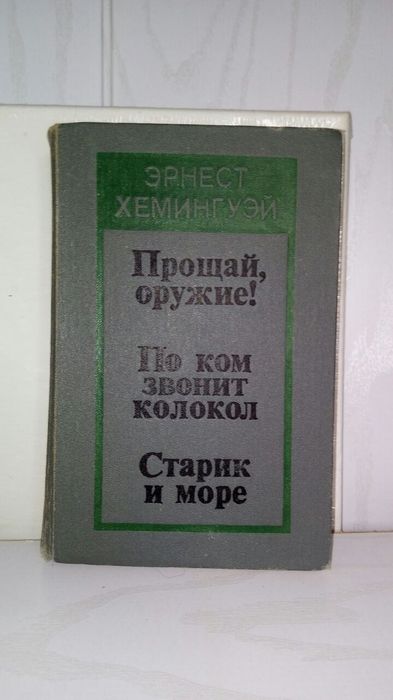 ЭРНЕСТ
ХЕМИНГУЭЙ
Прощай,
оружие!
По ком
звонит
колокол
Старик
и море